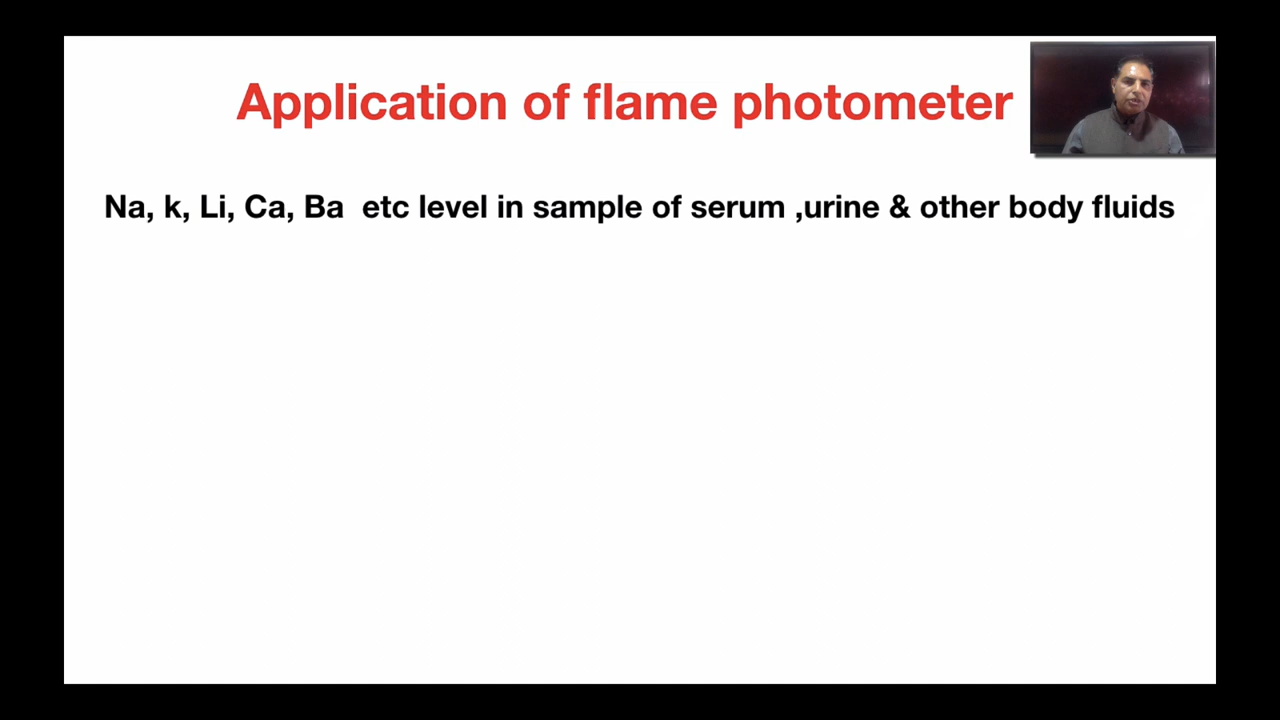 Application of flame photometer
Na, k, Li, Ca, Ba  etc level in sample of serum ,urine & other body fluids